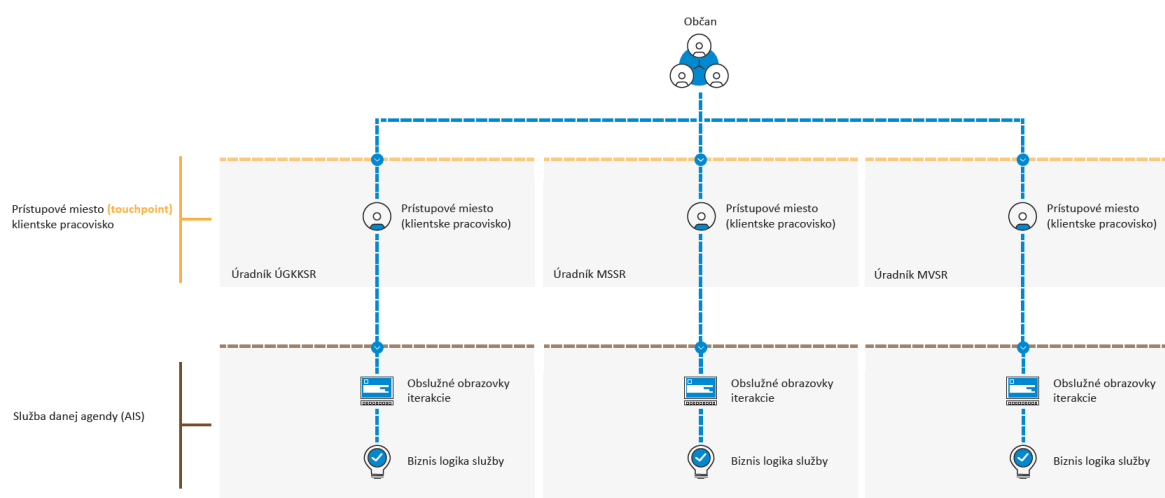 Občan
Prístupové miesto (touchpoint)
klientske pracovisko
Prístupové miesto
(klientske pracovisko)
Úradník ÚGKKSR
Prístupové miesto
(klientske pracovisko)
Úradník MSSR
Prístupové miesto
(klientske pracovisko)
Úradník MVSR
Služba danej agendy (AIS)
Obslužné obrazovky
iterakcie
Biznis logika služby
Obslužné obrazovky
iterakcie
Biznis logika služby
Obslužné obrazovky
iterakcie
Biznis logika služby